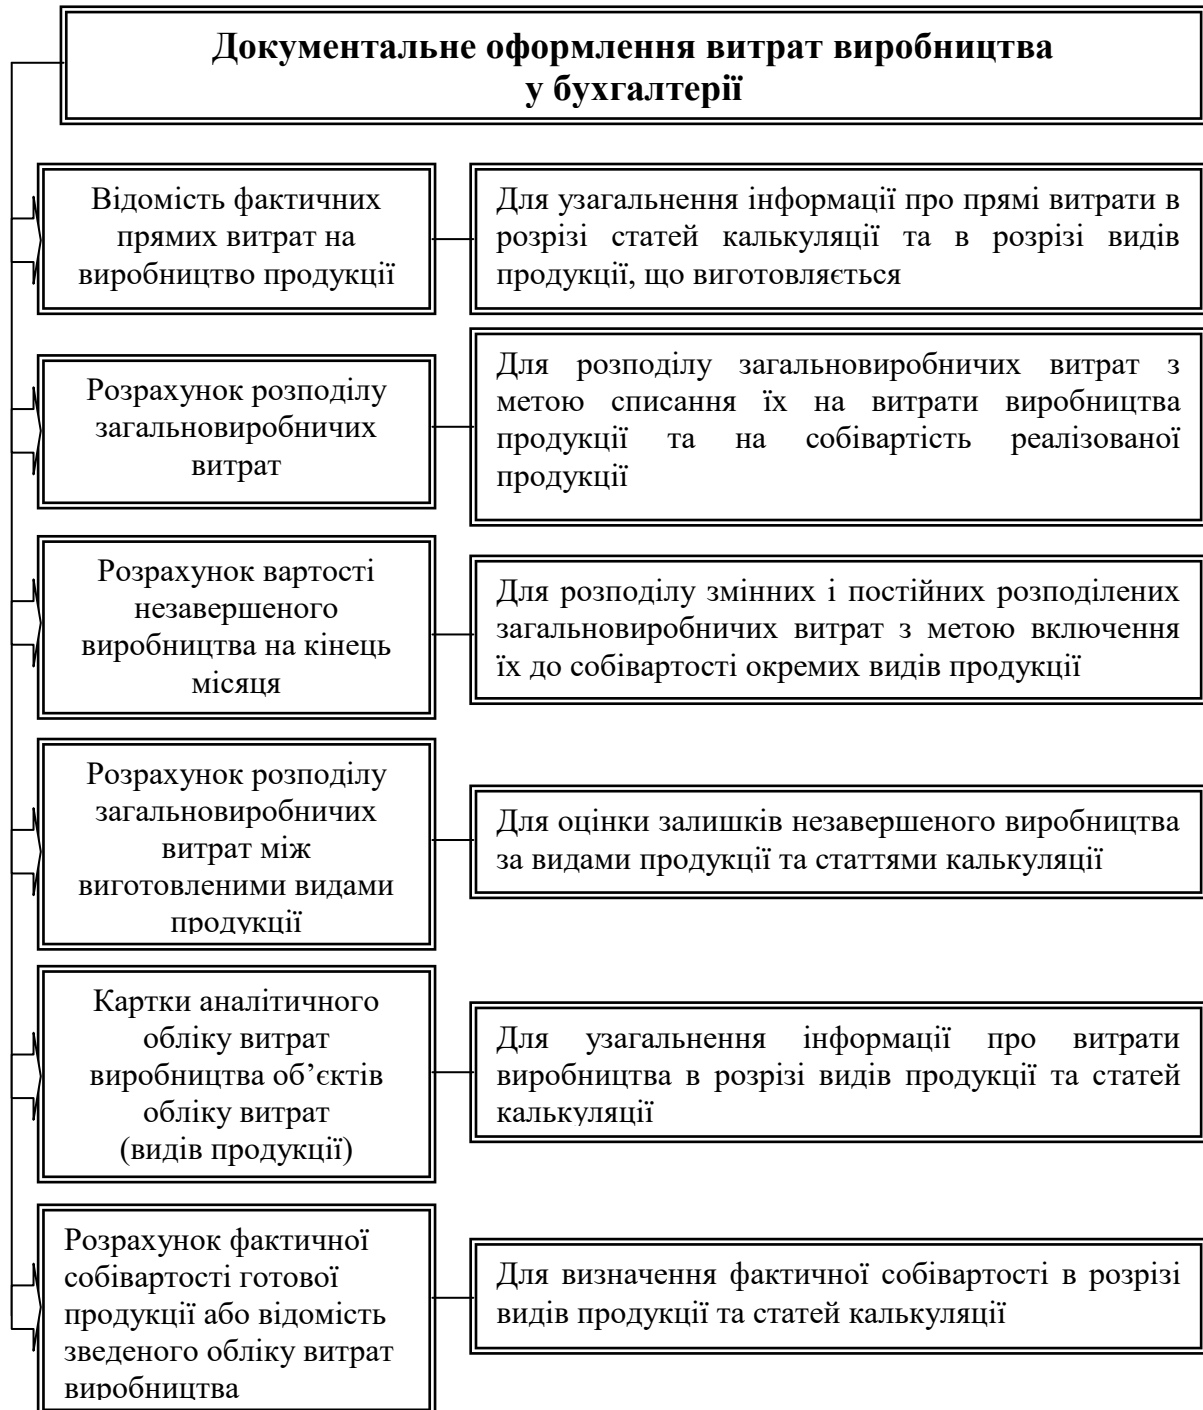 Документальне оформлення витрат виробництва
у бухгалтерії
Відомість фактичних
прямих витрат на
виробництво продукції
Для узагальнення інформації про прямі витрати в
розрізі статей калькуляції та в розрізі видів
продукції, що виготовляється
Розрахунок розподілу
загальновиробничих
витрат
Для розподілу загальновиробничих витрат з
метою списання їх на витрати виробництва
продукції та на собівартість реалізованої
продукції
Розрахунок вартості
незавершеного
виробництва на кінець
місяця
Для розподілу змінних і постійних розподілених
загальновиробничих витрат з метою включення
їх до собівартості окремих видів продукції
Розрахунок розподілу
загальновиробничих
витрат між
виготовленими видами
продукції
Для оцінки залишків незавершеного виробництва
за видами продукції та статтями калькуляції
Картки аналітичного
обліку витрат
виробництва об’єктів
обліку витрат
(видів продукції)
Для узагальнення інформації про витрати
виробництва в розрізі видів продукції та статей
калькуляції
Розрахунок фактичної
собівартості готової
продукції або відомість
зведеного обліку витрат
виробництва
Для визначення фактичної собівартості в розрізі
видів продукції та статей калькуляції